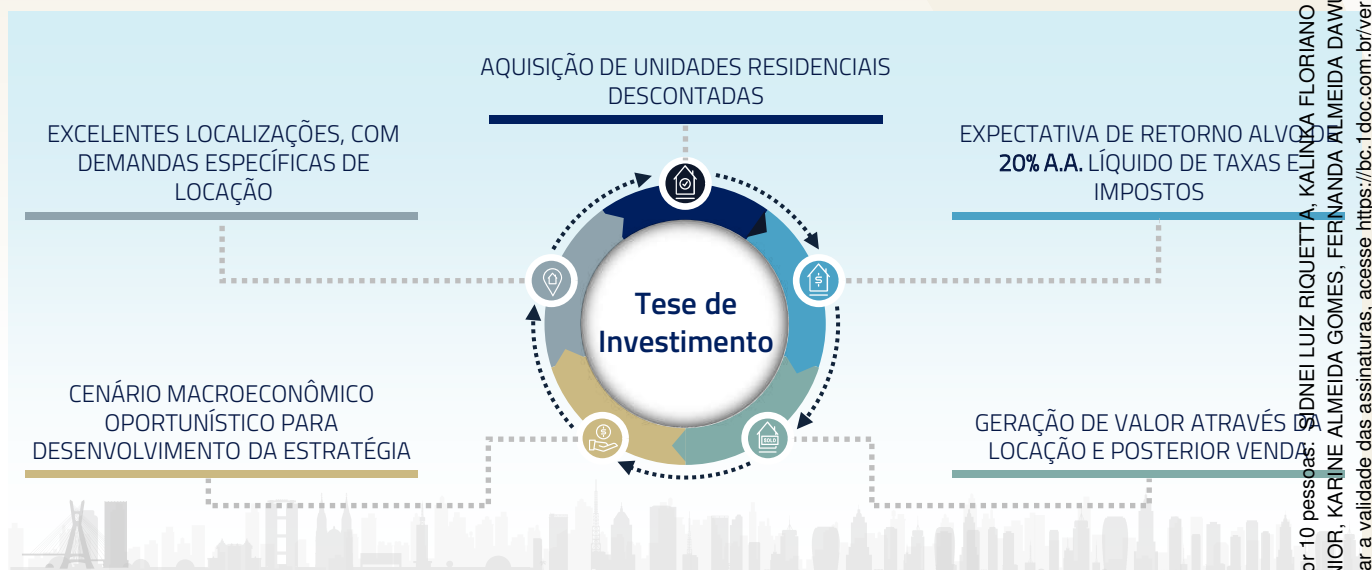 AQUISIÇÃO DE UNIDADES RESIDENCIAIS
DESCONTADAS
EXCELENTES LOCALIZAÇÕES, COM
DEMANDAS ESPECÍFICAS DE
LOCAÇÃO
EXPECTATIVA DE RETORNO ALVO DE
20% A.A. LÍQUIDO DE TAXAS E
IMPOSTOS
Tese de
Investimento
CENÁRIO MACROECONÔMICO
OPORTUNÍSTICO PARA
DESENVOLVIMENTO DA ESTRATÉGIA
GERAÇÃO DE VALOR ATRAVÉS DA
LOCAÇÃO E POSTERIOR VENDA
SOLD
or 10 pessoas: SIDNEI LUIZ RIQUETTA, KALINKA FLORIANO
NIOR, KARINE ALMEIDA GOMES, FERNANDA ALMEIDA DAWU
ar a validade das assinaturas, acesse https://bc.1doc.com.br/ver